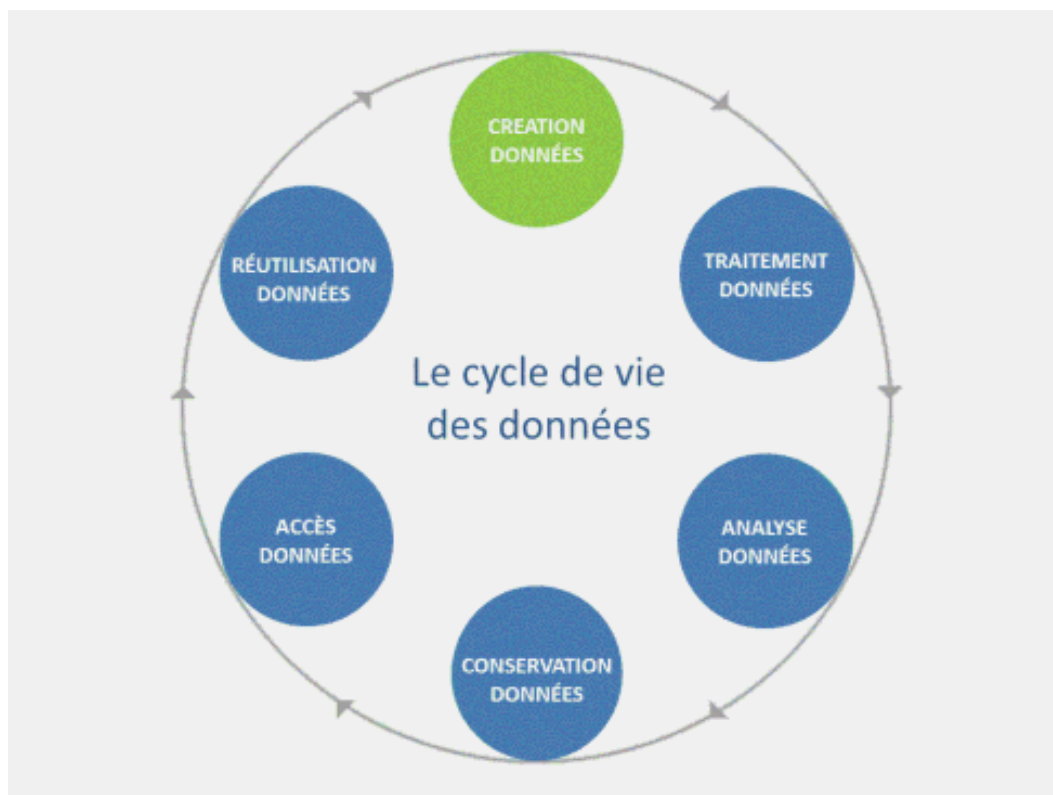 CREATION
DONNÉES
TRAITEMENT
DONNÉES
ANALYSE
DONNÉES
CONSERVATION
DONNÉES
ACCÈS
DONNÉES
RÉUTILISATION
DONNÉES
Le cycle de vie
des données